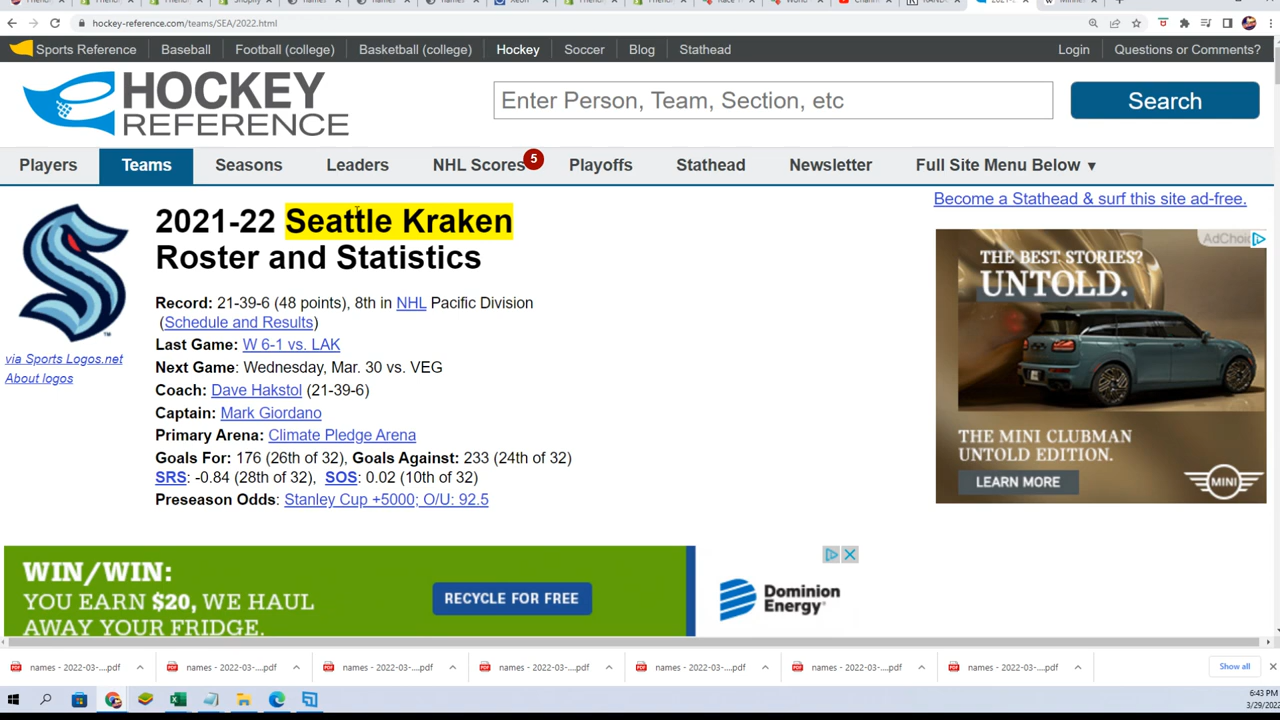 hockey-reference.com/teams/SEA/2022.html
Sports Reference Baseball Football (college) Basketball (college) Hockey Soccer Blog Stathead Login Questions or Comments?
HOCKEY
REFERENCE
Enter Person, Team, Section, etc
Search
Players Teams Seasons Leaders NHL Scores 5 Playoffs Stathead Newsletter Full Site Menu Below ▼
Become a Stathead & surf this site ad-free.
2021-22 Seattle Kraken
Roster and Statistics
Record: 21-39-6 (48 points), 8th in NHL Pacific Division
(Schedule and Results)
Last Game: W 6-1 vs. LAK
Next Game: Wednesday, Mar. 30 vs. VEG
Coach: Dave Hakstol (21-39-6)
Captain: Mark Giordano
Primary Arena: Climate Pledge Arena
Goals For: 176 (26th of 32), Goals Against: 233 (24th of 32)
SRS: -0.84 (28th of 32), SOS: 0.02 (10th of 32)
Preseason Odds: Stanley Cup +5000; O/U: 92.5
via Sports Logos.net
About logos
AdChoic
THE BEST STORIES?
UNTOLD.
THE MINI CLUBMAN
UNTOLD EDITION.
LEARN MORE
MINI
WIN/WIN:
YOU EARN $20, WE HAUL
AWAY YOUR FRIDGE.
RECYCLE FOR FREE
Dominion
Energy®
names - 2022-03-....pdf names - 2022-03-....pdf names - 2022-03-....pdf names - 2022-03-....pdf names - 2022-03-....pdf names - 2022-03-....pdf names - 2022-03-....pdf Show all
6:43 PM
3/29/202